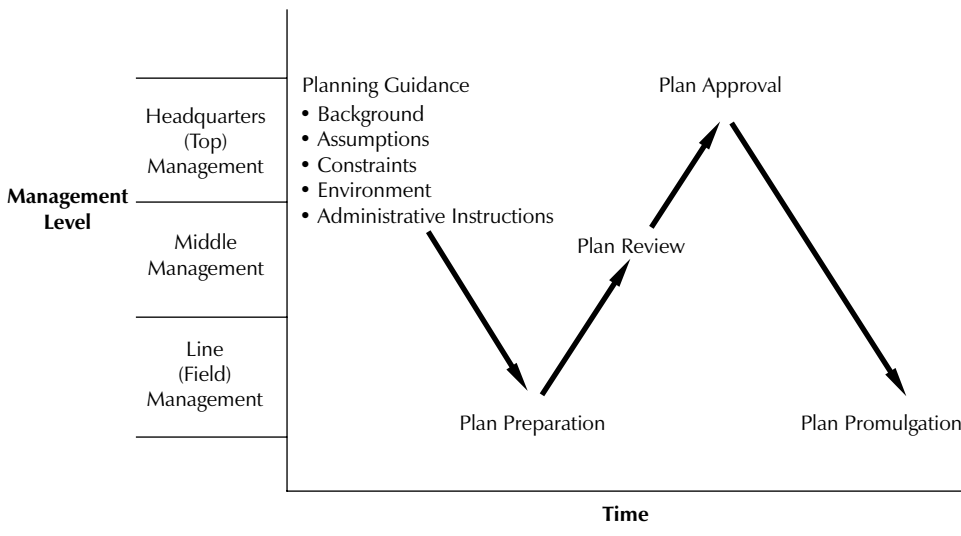 Management
Level
Headquarters
(Top)
Management
Middle
Management
Line
(Field)
Management
Planning Guidance
• Background
• Assumptions
• Constraints
• Environment
• Administrative Instructions
Plan Preparation
Plan Review
Plan Approval
Plan Promulgation
Time